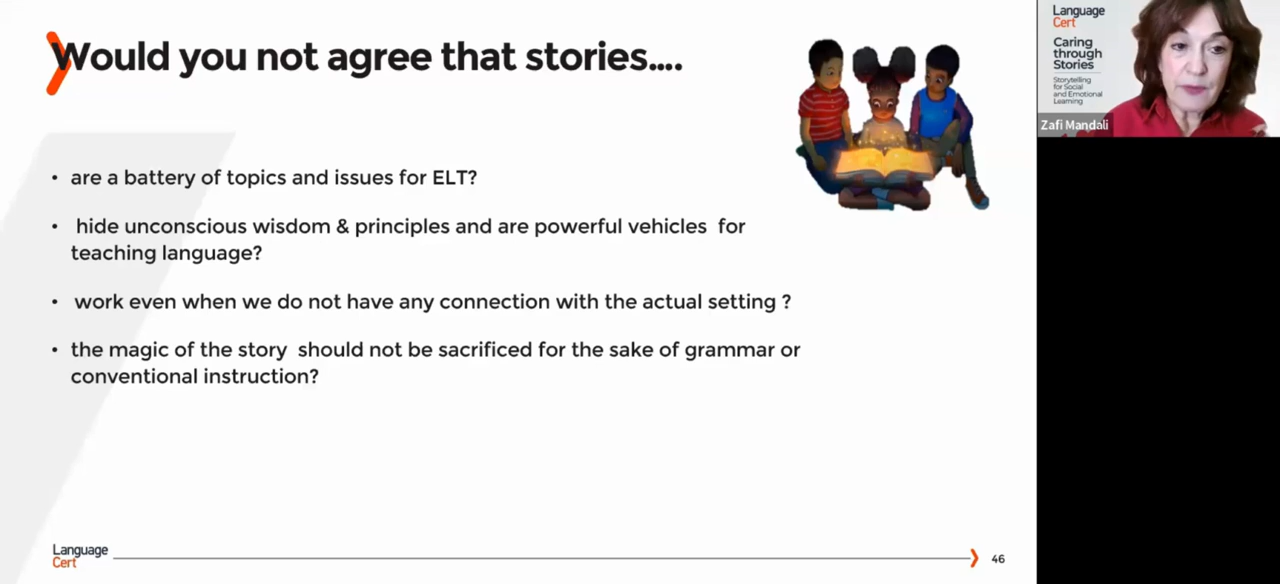 Would you not agree that stories....
• are a battery of topics and issues for ELT?
• hide unconscious wisdom & principles and are powerful vehicles for
teaching language?
• work even when we do not have any connection with the actual setting ?
• the magic of the story should not be sacrificed for the sake of grammar or
conventional instruction?
Language
Cert
46
Language
Cert
Caring
through
Stories
Storytelling
for Social
and Emotional
Learning
Zafi Mandali